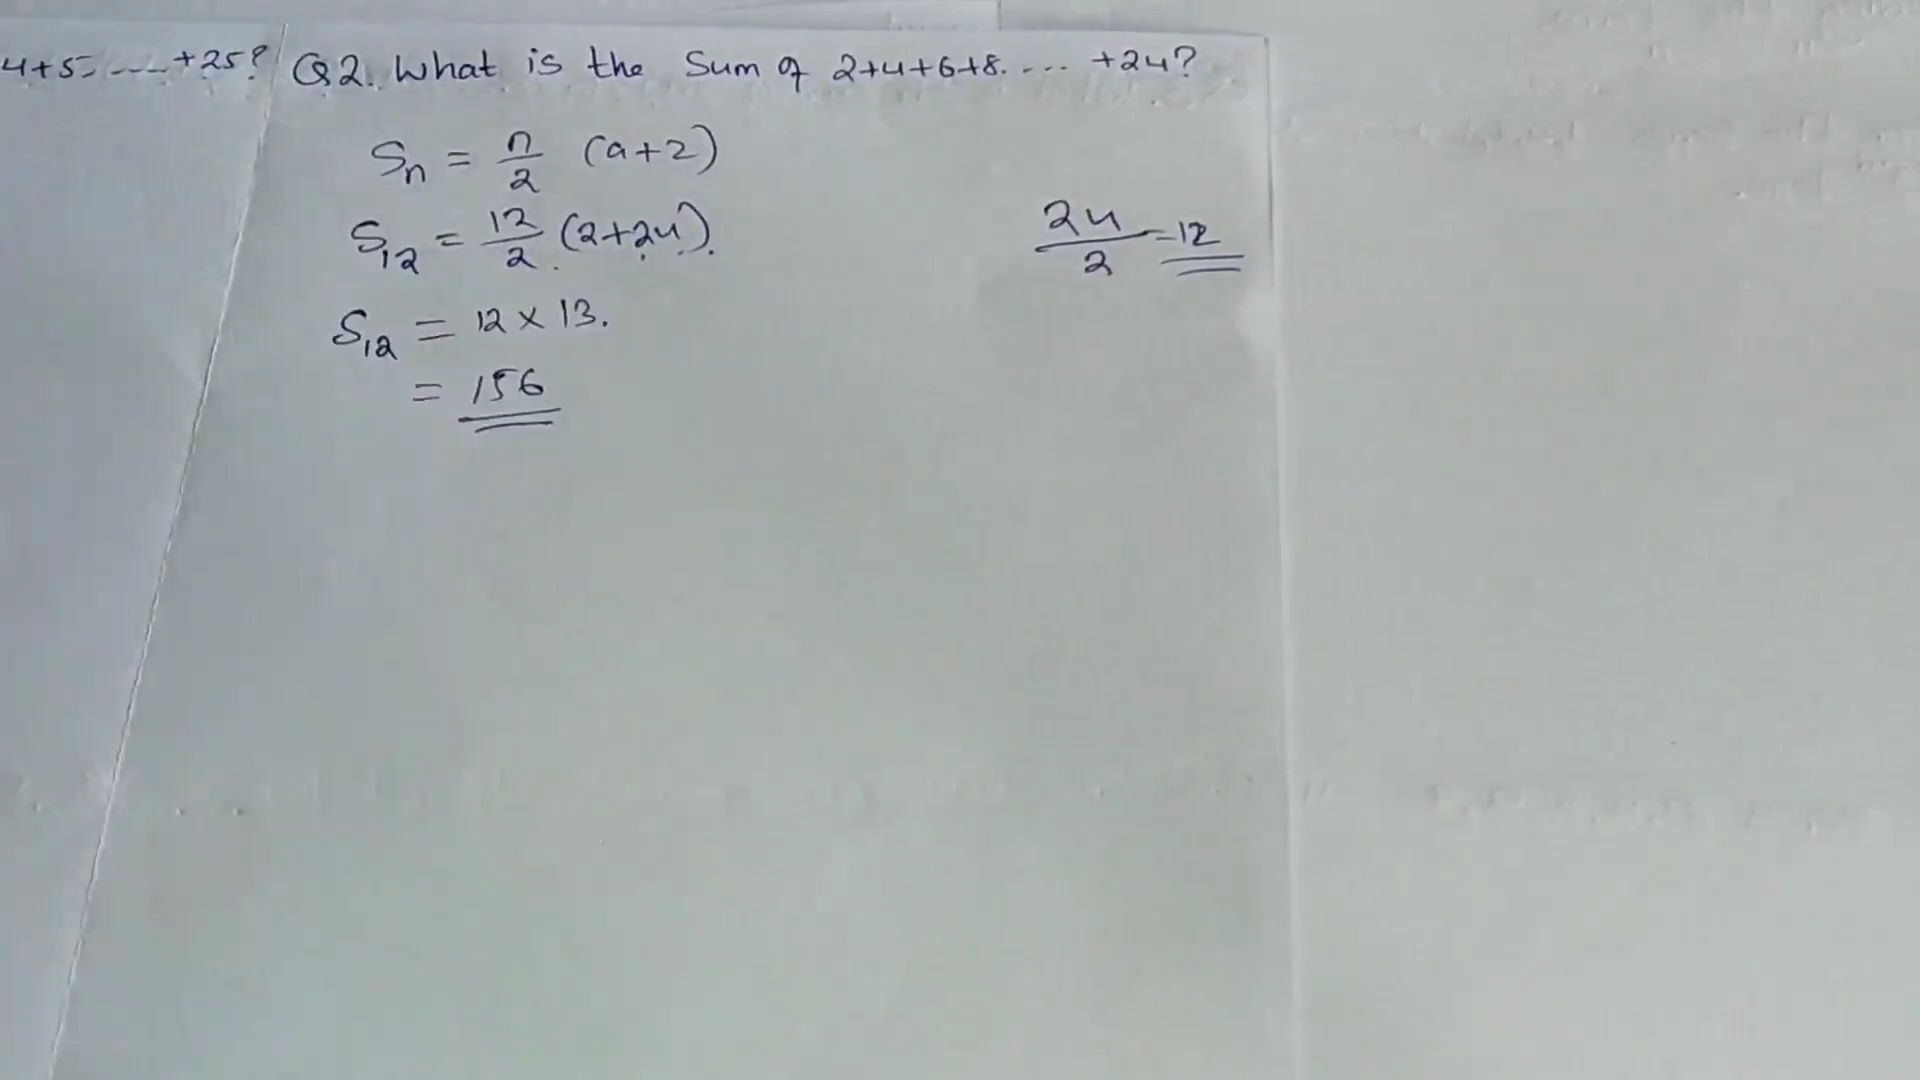 4+5......+25?
Q2. What is the Sum of 2+4+6+8.... +24?
Sn = n/2 (a+2)
S12 = 12/2 (2+24).
24/2 = 12
S12 = 12 x 13.
= 156